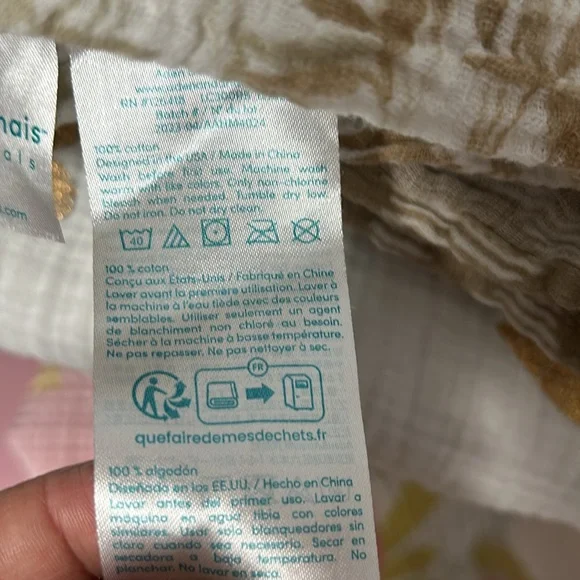 nais™
als
.com
Aden
100% cotton
Designed in the USA / Made in China
Wash before first use. Machine wash
warm with like colors. Only non-chlorine
bleach when needed. Tumble dry low.
Do not iron. Do not dry clean.
40
100 % coton
Conçu aux États-Unis / Fabriqué en Chine
Laver avant la première utilisation. Laver à
la machine à l'eau tiède avec des couleurs
semblables. Utiliser seulement un agent
de blanchiment non chloré au besoin.
Sécher à la machine à basse température.
Ne pas repasser. Ne pas nettoyer à sec.
FR
quefairedemesdechets.fr
100 % algodón
Diseñado en los EE.UU. / Hecho en China
Lavar antes del primer uso. Lavar a
máquina en agua tibia con colores
similares. Usar solo blanqueadores sin
cloro cuando sea necesario. Secar en
secadora a baja temperatura. No
planchar. No lavar en seco.